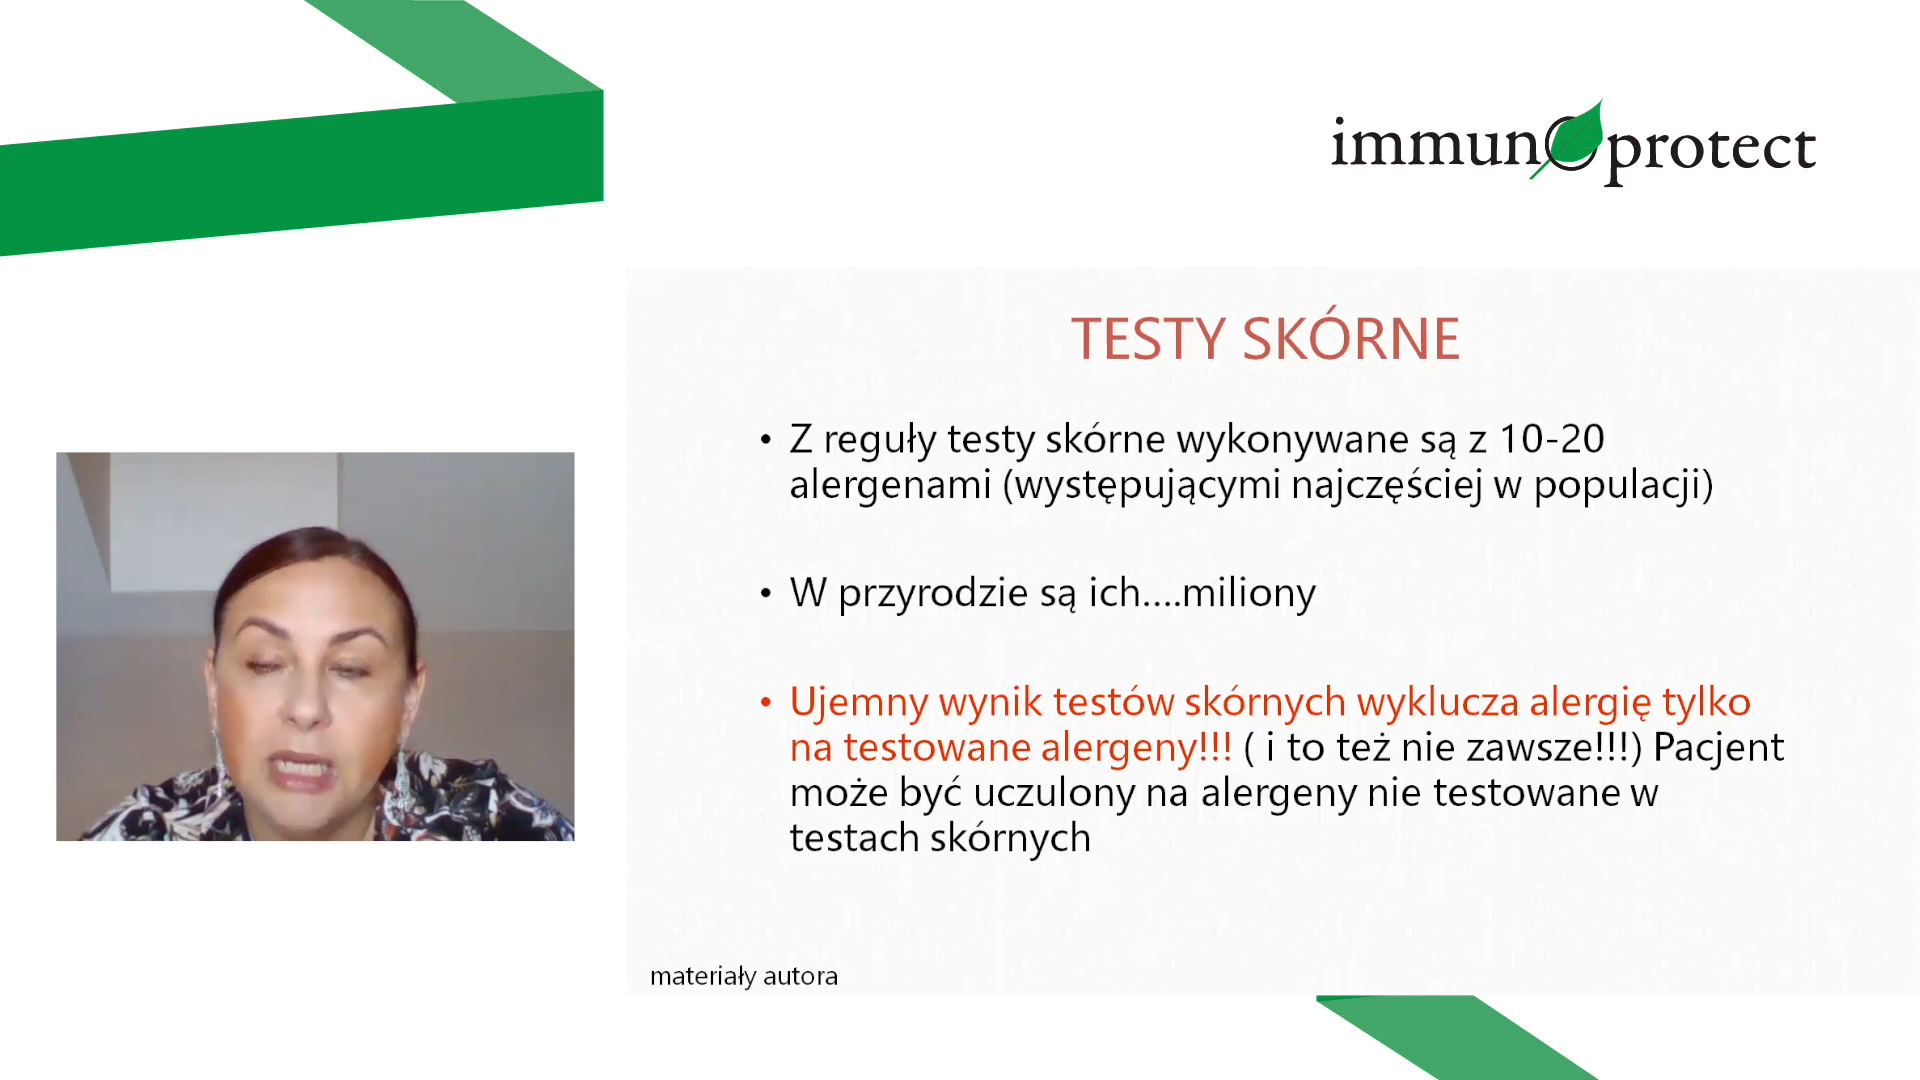 immunoprotect
TESTY SKÓRNE
• Z reguły testy skórne wykonywane są z 10-20
alergenami (występującymi najczęściej w populacji)
• W przyrodzie są ich....miliony
• Ujemny wynik testów skórnych wyklucza alergię tylko
na testowane alergeny!!! ( i to też nie zawsze!!!) Pacjent
może być uczulony na alergeny nie testowane w
testach skórnych
materiały autora